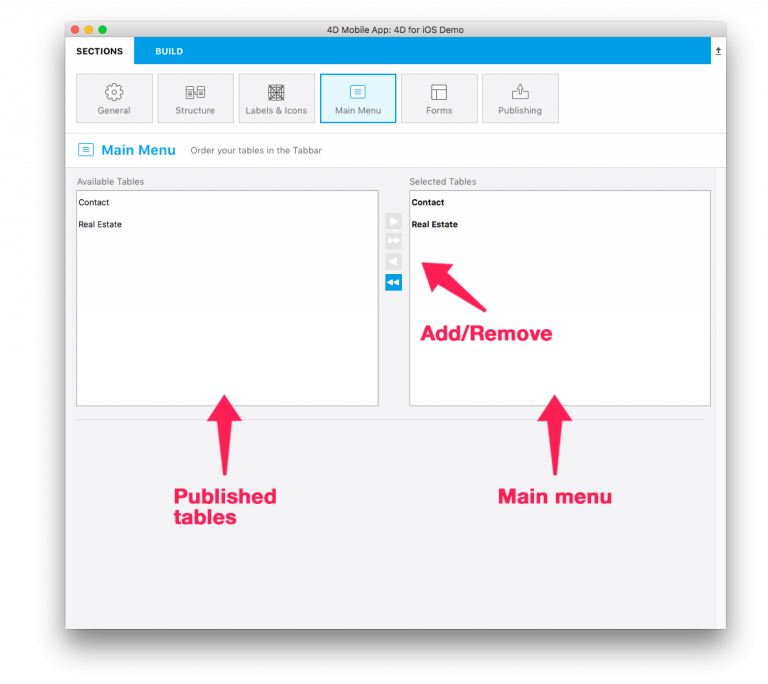 4D Mobile App: 4D for iOS Demo
SECTIONS
BUILD
General
Structure
Labels & Icons
Main Menu
Forms
Publishing
Main Menu
Order your tables in the Tabbar
Available Tables
Selected Tables
Contact
Contact
Real Estate
Real Estate
Add/Remove
Published
tables
Main menu